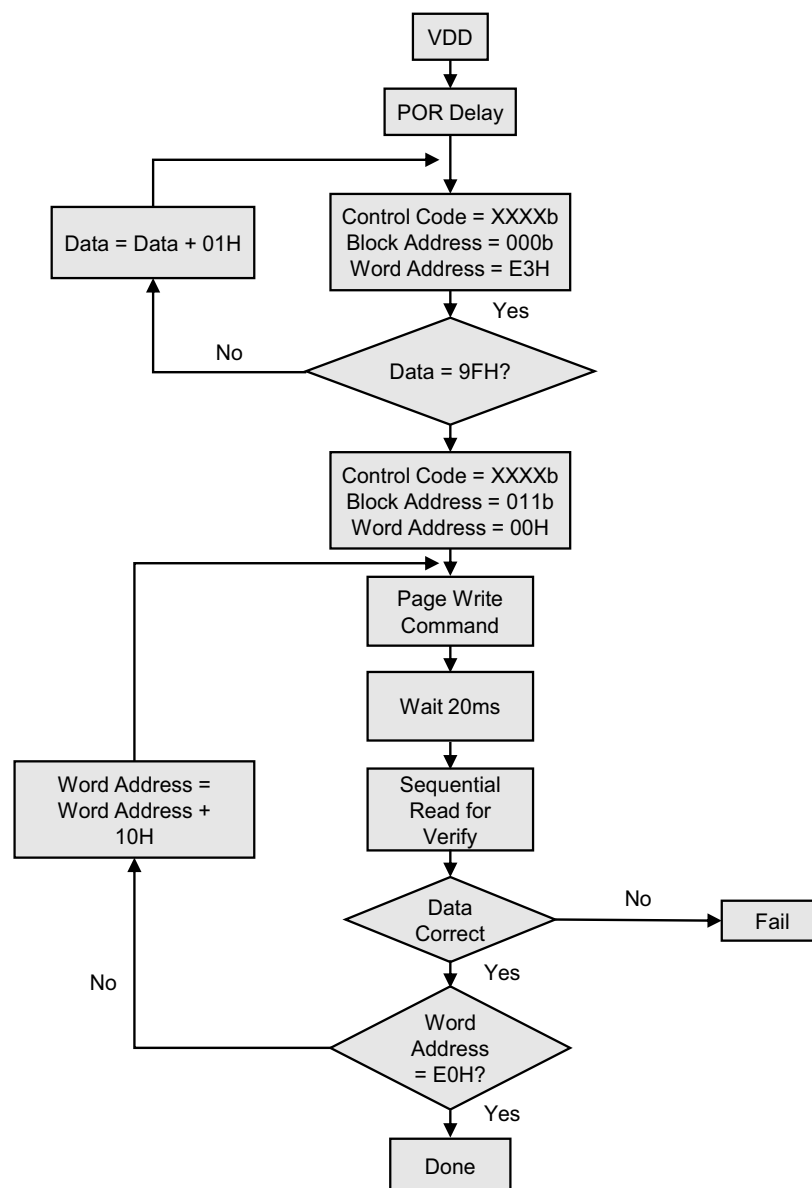 VDD
POR Delay
Control Code = XXXXb
Block Address = 000b
Word Address = E3H
Data = Data + 01H
Yes
No
Data = 9FH?
Control Code = XXXXb
Block Address = 011b
Word Address = 00H
Page Write
Command
Wait 20ms
Word Address =
Word Address +
10H
Sequential
Read for
Verify
Data
Correct
No
Fail
Yes
No
Word
Address
= E0H?
Yes
Done